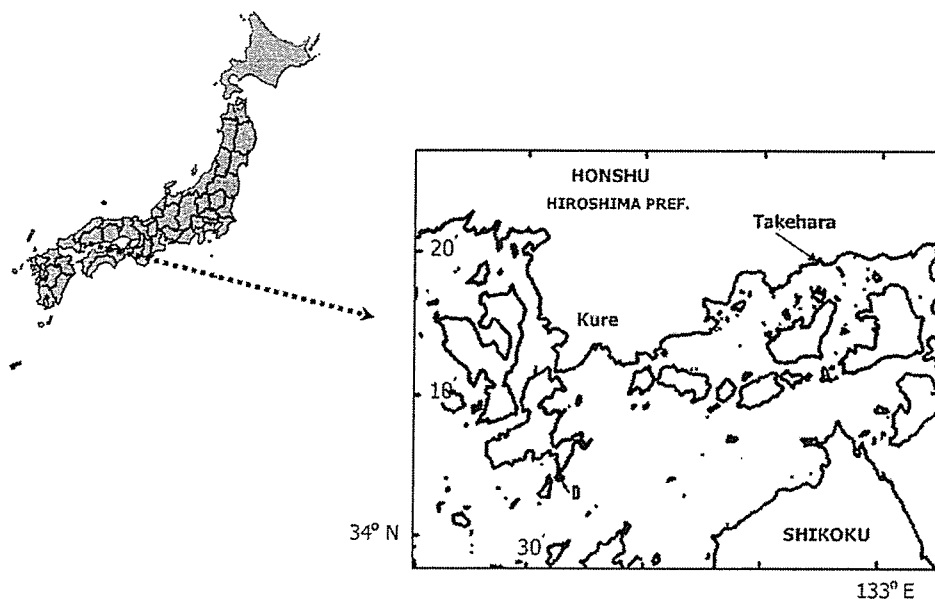 HONSHU
HIROSHIMA PREF.
Takehara
20´
Kure
10´
34° N
30´
SHIKOKU
133° E